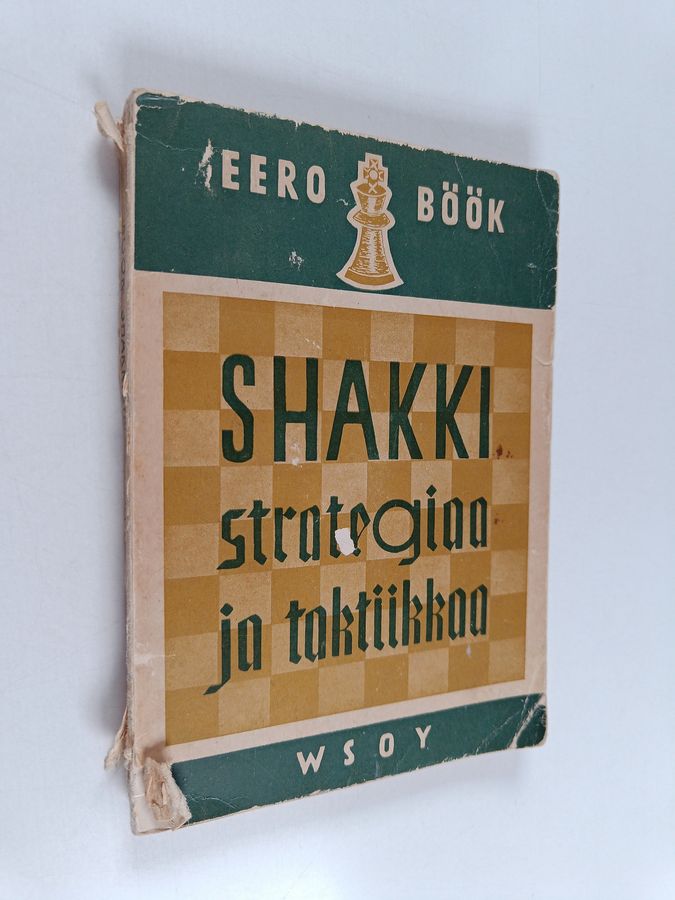 EERO BÖÖK
SHAKKI
strategiaa
ja taktiikkaa
WSOY